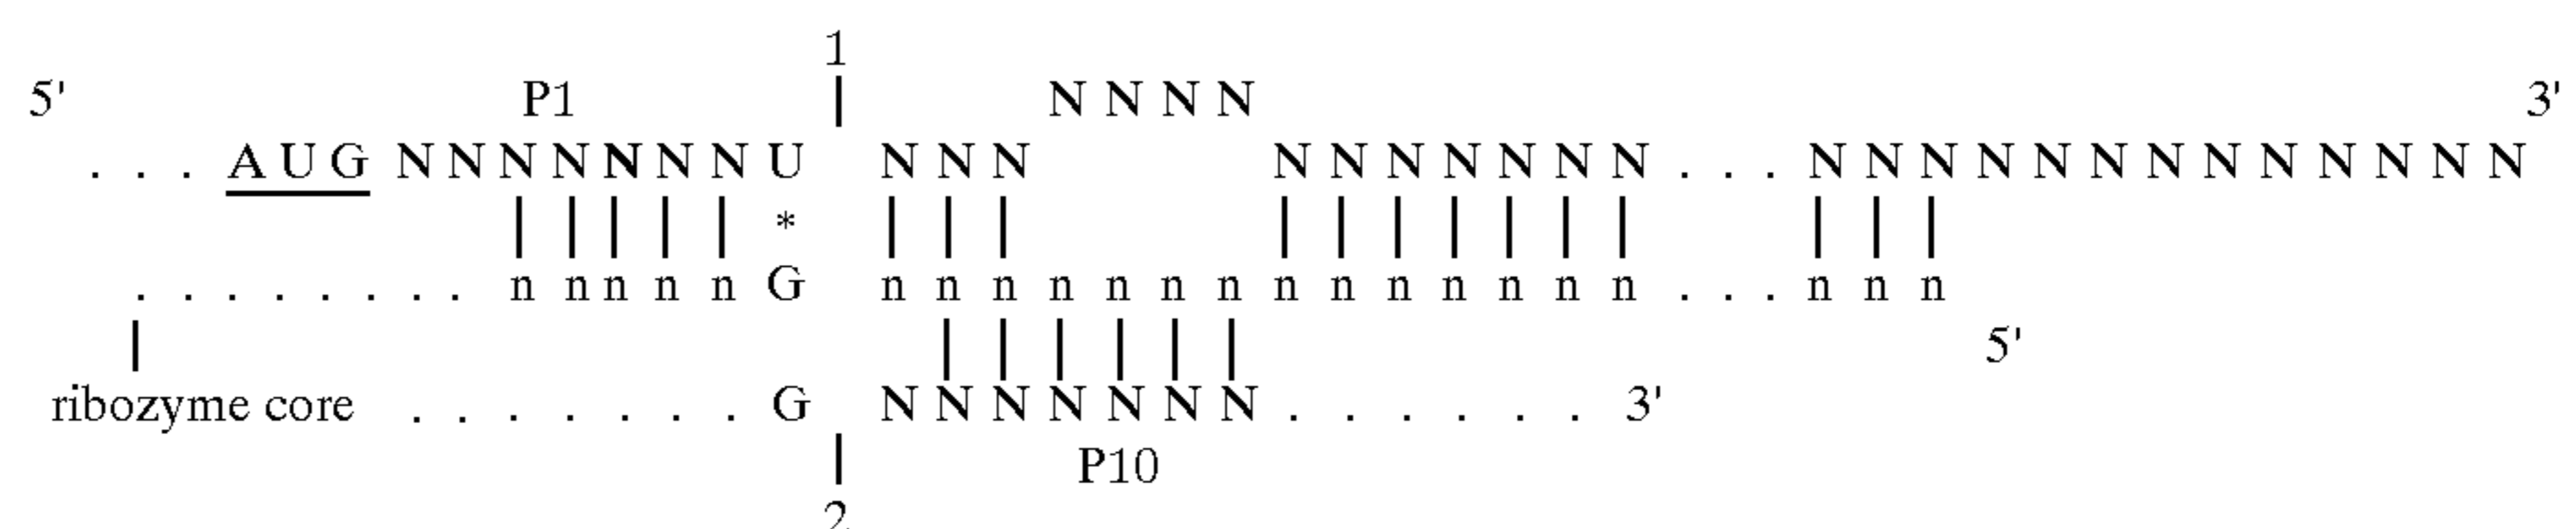 1
5' P1 N N N N 3'
. . . A U G N N N N N N N U N N N N N N N N N N . . . N N N N N N N N N N N N N
*
. . . . . . . . n n n n n G n n n n n n n n n n n n n n . . . n n n
5'
ribozyme core . . . . . . . G N N N N N N N . . . . . . 3'
P10
2